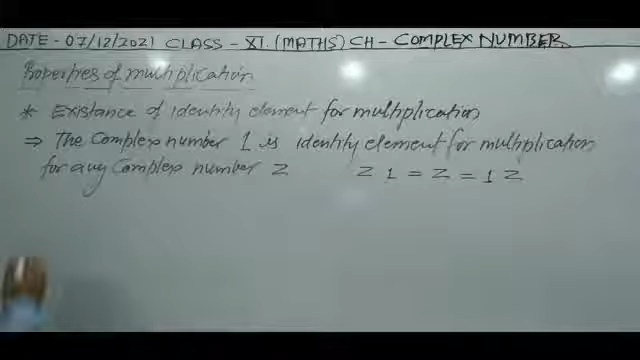 DATE - 07/12/2021 CLASS - XI. (MATHS) CH - COMPLEX NUMBER
Properties of multiplication
* Existance of identity element for multiplication
⇒ The Complex number 1 is identity element for multiplication
for any Complex number Z Z 1 = Z = 1 Z